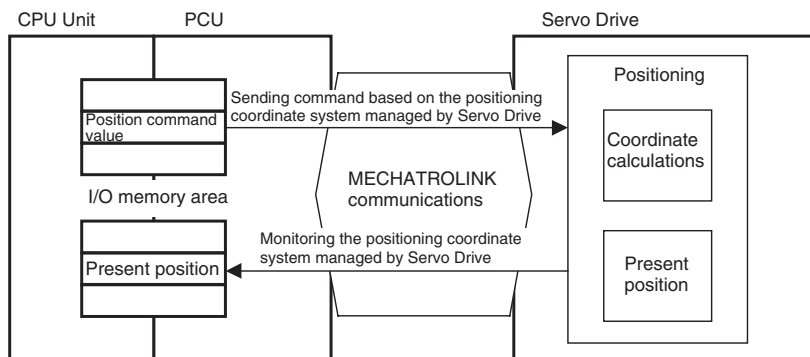 CPU Unit
PCU
Servo Drive
Positioning
Sending command based on the positioning
coordinate system managed by Servo Drive
Position command
value
Coordinate
calculations
MECHATROLINK
communications
I/O memory area
Monitoring the positioning coordinate
system managed by Servo Drive
Present position
Present
position